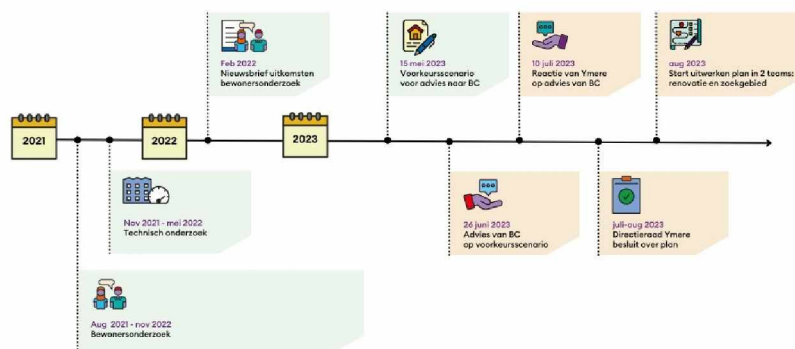 Feb 2022
Nieuwsbrief uitkomsten
bewonersonderzoek
15 mei 2023
Voorkeursscenario
voor advies naar BC
10 juli 2023
Reactie van Ymere
op advies van BC
aug 2023
Start uitwerken plan in 2 teams:
renovatie en zoekgebied
2021
2022
2023
Nov 2021 - mei 2022
Technisch onderzoek
26 juni 2023
Advies van BC
op voorkeursscenario
juli-aug 2023
Directieraad Ymere
besluit over plan
Aug 2021 - nov 2022
Bewonersonderzoek